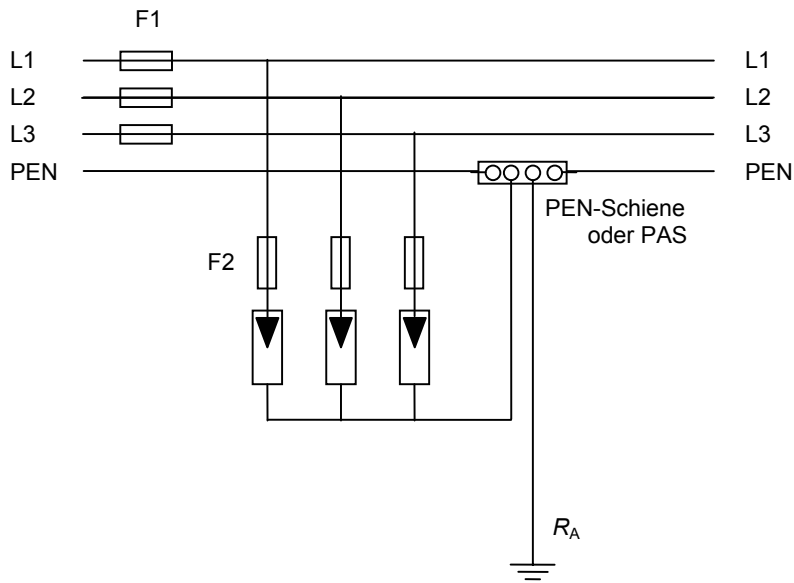 F1
L1 L1
L2 L2
L3 L3
PEN PEN
PEN-Schiene
oder PAS
F2
RA